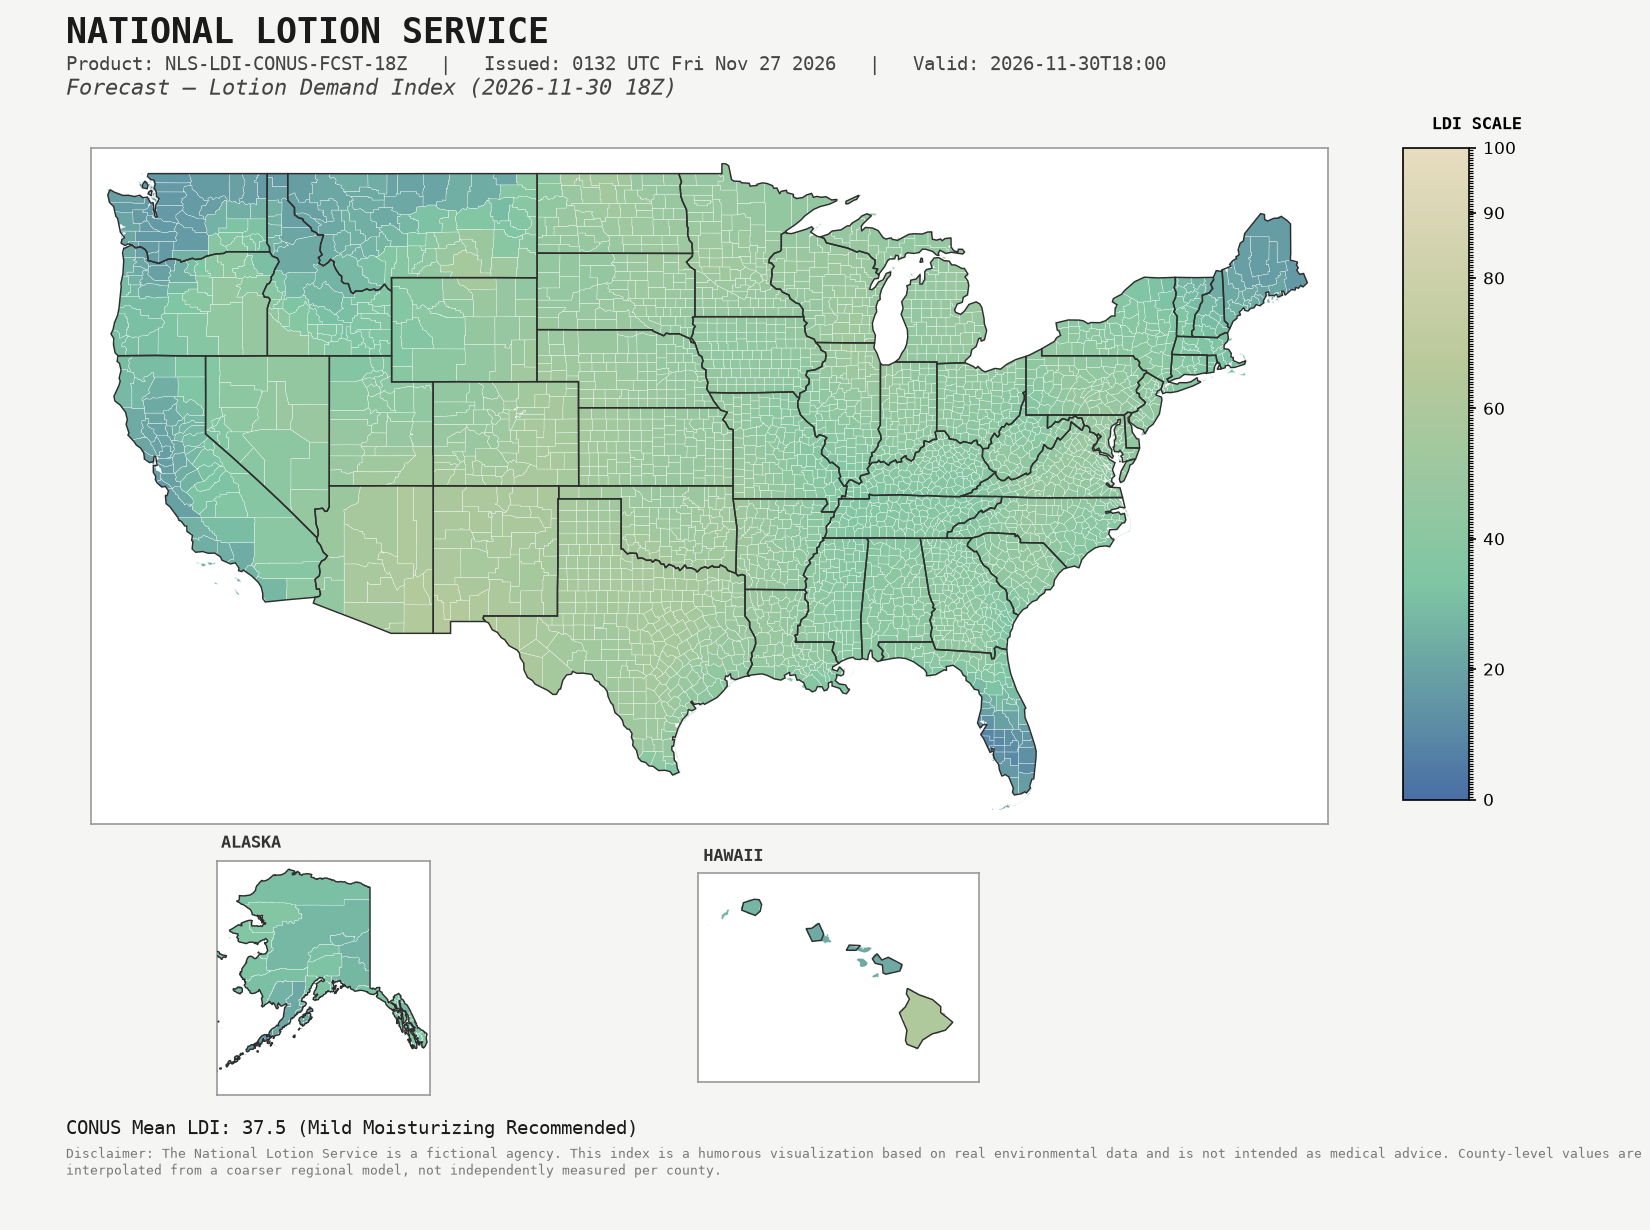 NATIONAL LOTION SERVICE
Product: NLS-LDI-CONUS-FCST-18Z   |   Issued: 0132 UTC Fri Nov 27 2026   |   Valid: 2026-11-30T18:00
Forecast — Lotion Demand Index (2026-11-30 18Z)
LDI SCALE
100
90
80
60
40
20
0
ALASKA
HAWAII
CONUS Mean LDI: 37.5 (Mild Moisturizing Recommended)
Disclaimer: The National Lotion Service is a fictional agency. This index is a humorous visualization based on real environmental data and is not intended as medical advice. County-level values are
interpolated from a coarser regional model, not independently measured per county.